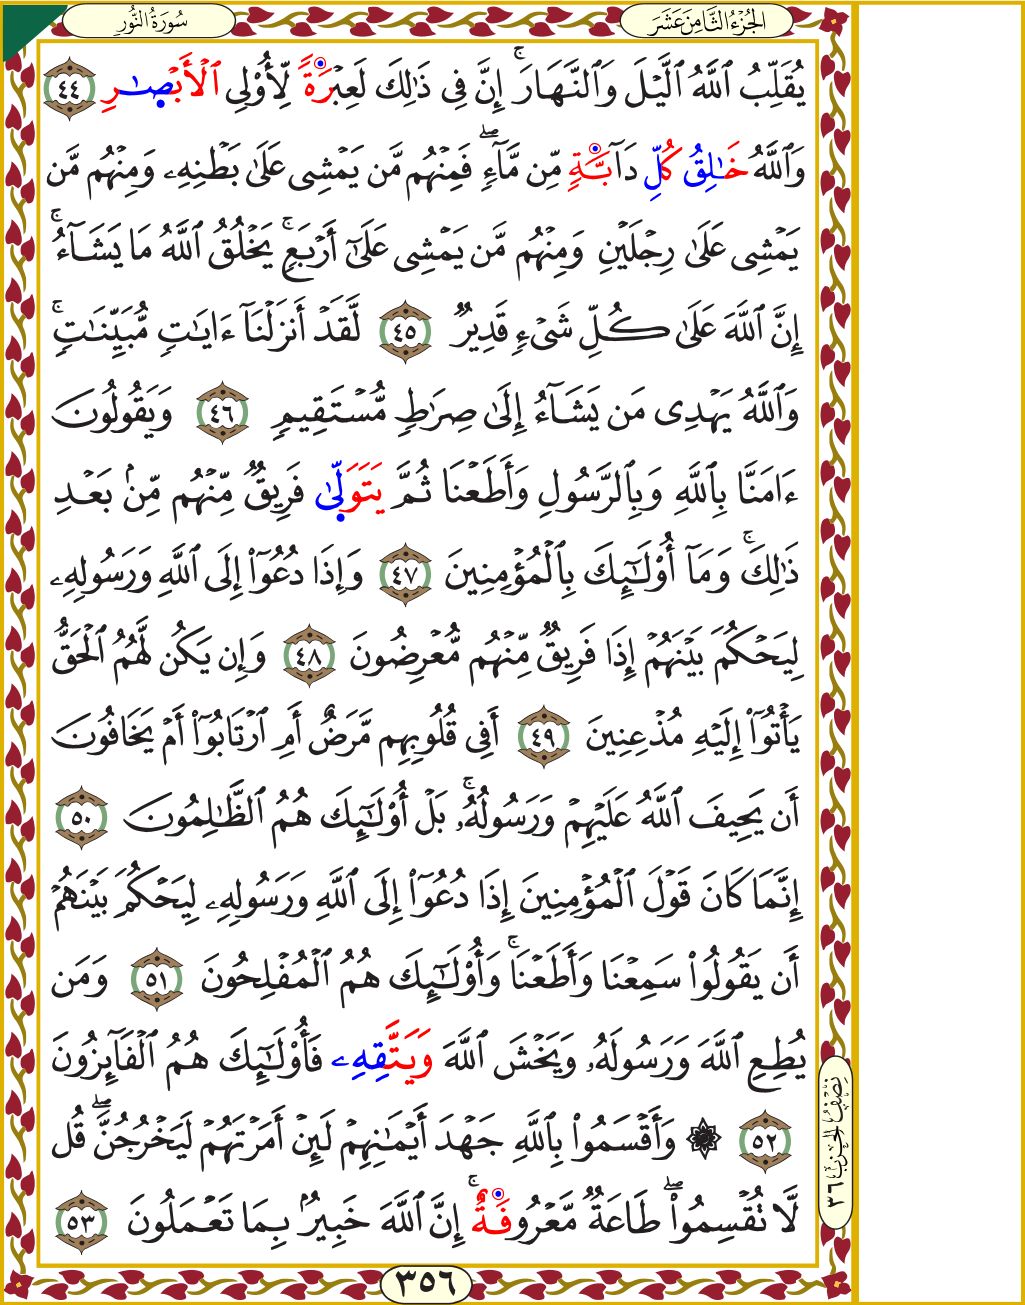 الجُزْءُ الثَّامِنَ عَشَرَ
سُورَةُ النُّورِ
يُقَلِّبُ ٱللَّهُ ٱلَّيْلَ وَٱلنَّهَارَۚ إِنَّ فِى ذَٰلِكَ لَعِبْرَةً لِّأُو۟لِى ٱلْأَبْصَٰرِ ٤٤
وَٱللَّهُ خَٰلِقُ كُلِّ دَآبَّةٍ مِّن مَّآءٍۖ فَمِنْهُم مَّن يَمْشِى عَلَىٰ بَطْنِهِۦ وَمِنْهُم مَّن
يَمْشِى عَلَىٰ رِجْلَيْنِ وَمِنْهُم مَّن يَمْشِى عَلَىٰٓ أَرْبَعٍۚ يَخْلُقُ ٱللَّهُ مَا يَشَآءُۚ
إِنَّ ٱللَّهَ عَلَىٰ كُلِّ شَىْءٍ قَدِيرٌ ٤٥ لَّقَدْ أَنزَلْنَآ ءَايَٰتٍ مُّبَيِّنَٰتٍۚ
وَٱللَّهُ يَهْدِى مَن يَشَآءُ إِلَىٰ صِرَٰطٍ مُّسْتَقِيمٍ ٤٦ وَيَقُولُونَ
ءَامَنَّا بِٱللَّهِ وَبِٱلرَّسُولِ وَأَطَعْنَا ثُمَّ يَتَوَلَّىٰ فَرِيقٌ مِّنْهُم مِّنۢ بَعْدِ
ذَٰلِكَۚ وَمَآ أُو۟لَٰٓئِكَ بِٱلْمُؤْمِنِينَ ٤٧ وَإِذَا دُعُوٓا۟ إِلَى ٱللَّهِ وَرَسُولِهِۦ
لِيَحْكُمَ بَيْنَهُمْ إِذَا فَرِيقٌ مِّنْهُم مُّعْرِضُونَ ٤٨ وَإِن يَكُن لَّهُمُ ٱلْحَقُّ
يَأْتُوٓا۟ إِلَيْهِ مُذْعِنِينَ ٤٩ أَفِى قُلُوبِهِم مَّرَضٌ أَمِ ٱرْتَابُوٓا۟ أَمْ يَخَافُونَ
أَن يَحِيفَ ٱللَّهُ عَلَيْهِمْ وَرَسُولُهُۥۚ بَلْ أُو۟لَٰٓئِكَ هُمُ ٱلظَّٰلِمُونَ ٥٠
إِنَّمَا كَانَ قَوْلَ ٱلْمُؤْمِنِينَ إِذَا دُعُوٓا۟ إِلَى ٱللَّهِ وَرَسُولِهِۦ لِيَحْكُمَ بَيْنَهُمْ
أَن يَقُولُوا۟ سَمِعْنَا وَأَطَعْنَاۚ وَأُو۟لَٰٓئِكَ هُمُ ٱلْمُفْلِحُونَ ٥١ وَمَن
يُطِعِ ٱللَّهَ وَرَسُولَهُۥ وَيَخْشَ ٱللَّهَ وَيَتَّقِهِۦ فَأُو۟لَٰٓئِكَ هُمُ ٱلْفَآئِزُونَ
٥٢ ۞ وَأَقْسَمُوا۟ بِٱللَّهِ جَهْدَ أَيْمَٰنِهِمْ لَئِنْ أَمَرْتَهُمْ لَيَخْرُجُنَّۖ قُل
لَّا تُقْسِمُوا۟ۖ طَاعَةٌ مَّعْرُوفَةٌۚ إِنَّ ٱللَّهَ خَبِيرٌۢ بِمَا تَعْمَلُونَ ٥٣
نِصْفُ الحِزْبِ ٣٦
٣٥٦